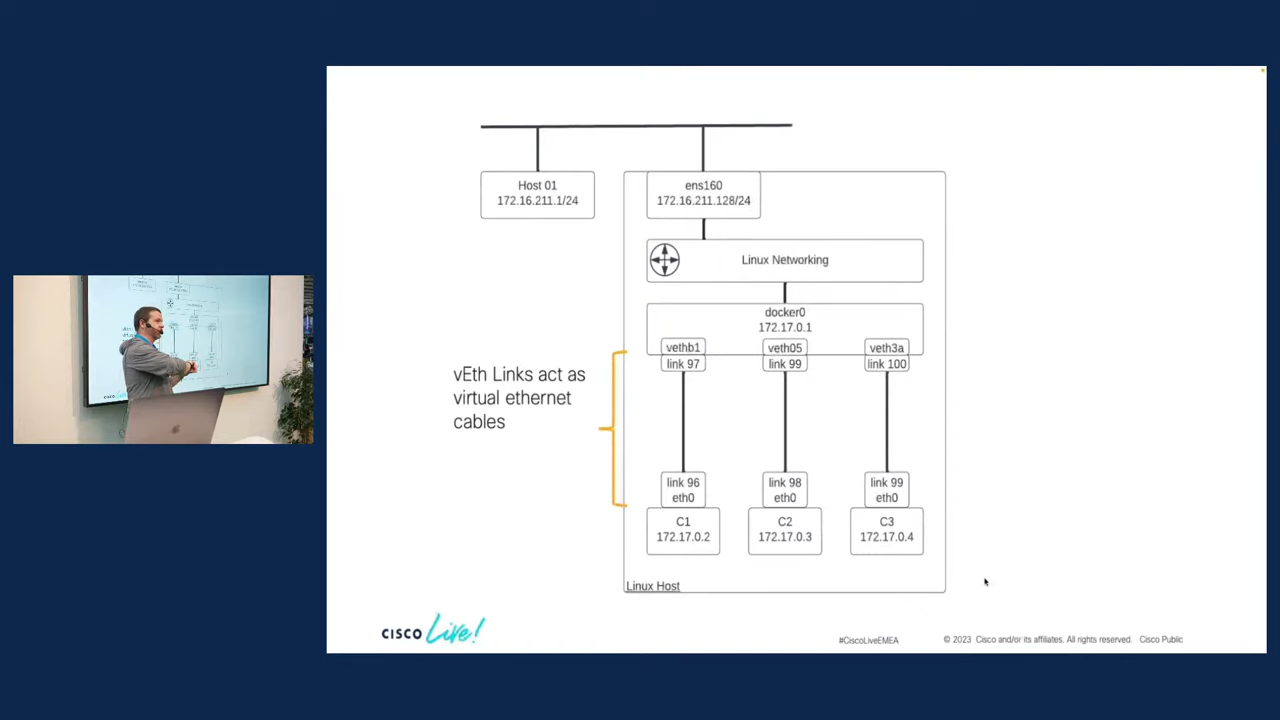 Host 01
172.16.211.1/24
ens160
172.16.211.128/24
Linux Networking
docker0
172.17.0.1
vethb1
veth05
veth3a
link 97
link 99
link 100
vEth Links act as
virtual ethernet
cables
link 96
eth0
link 98
eth0
link 99
eth0
C1
172.17.0.2
C2
172.17.0.3
C3
172.17.0.4
Linux Host
CISCO Live!
#CiscoLiveEMEA
© 2023 Cisco and/or its affiliates. All rights reserved. Cisco Public